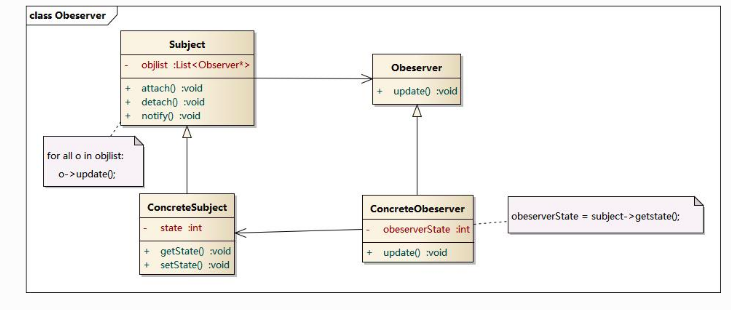 class Obeserver
Subject
- objlist :List<Observer*>
+ attach() :void
+ detach() :void
+ notify() :void
Obeserver
+ update() :void
for all o in objlist:
o->update();
ConcreteSubject
- state :int
+ getState() :void
+ setState() :void
ConcreteObeserver
- obeserverState :int
+ update() :void
obeserverState = subject->getstate();